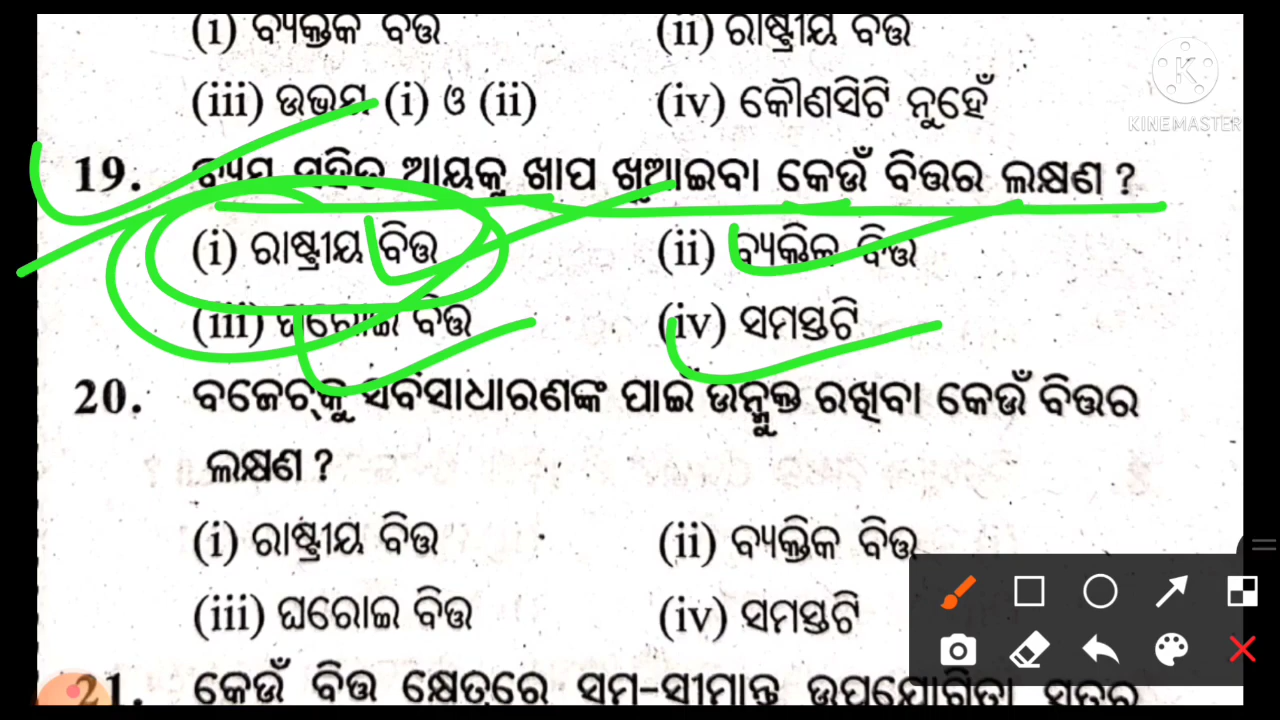 (i) ବ୍ୟକ୍ତିକ ବିତ୍ତ (ii) ରାଷ୍ଟ୍ରୀୟ ବିତ୍ତ
(iii) ଉଭୟ (i) ଓ (ii) (iv) କୌଣସିଟି ନୁହେଁ
KINEMASTER
19. ବ୍ୟୟ ସହିତ ଆୟକୁ ଖାପ ଖୁଆଇବା କେଉଁ ବିତ୍ତର ଲକ୍ଷଣ ?
(i) ରାଷ୍ଟ୍ରୀୟ ବିତ୍ତ (ii) ବ୍ୟକ୍ତିକ ବିତ୍ତ
(iii) ଘରୋଇ ବିତ୍ତ (iv) ସମସ୍ତଟି
20. ବଜେଟ୍‌କୁ ସର୍ବସାଧାରଣଙ୍କ ପାଇଁ ଉନ୍ମୁକ୍ତ ରଖିବା କେଉଁ ବିତ୍ତର
ଲକ୍ଷଣ ?
(i) ରାଷ୍ଟ୍ରୀୟ ବିତ୍ତ (ii) ବ୍ୟକ୍ତିକ ବିତ୍ତ
(iii) ଘରୋଇ ବିତ୍ତ (iv) ସମସ୍ତଟି
21. କେଉଁ ବିତ୍ତ କ୍ଷେତ୍ରରେ ସମ-ସୀମାନ୍ତ ଉପଯୋଗିତା ସୂତ୍ର